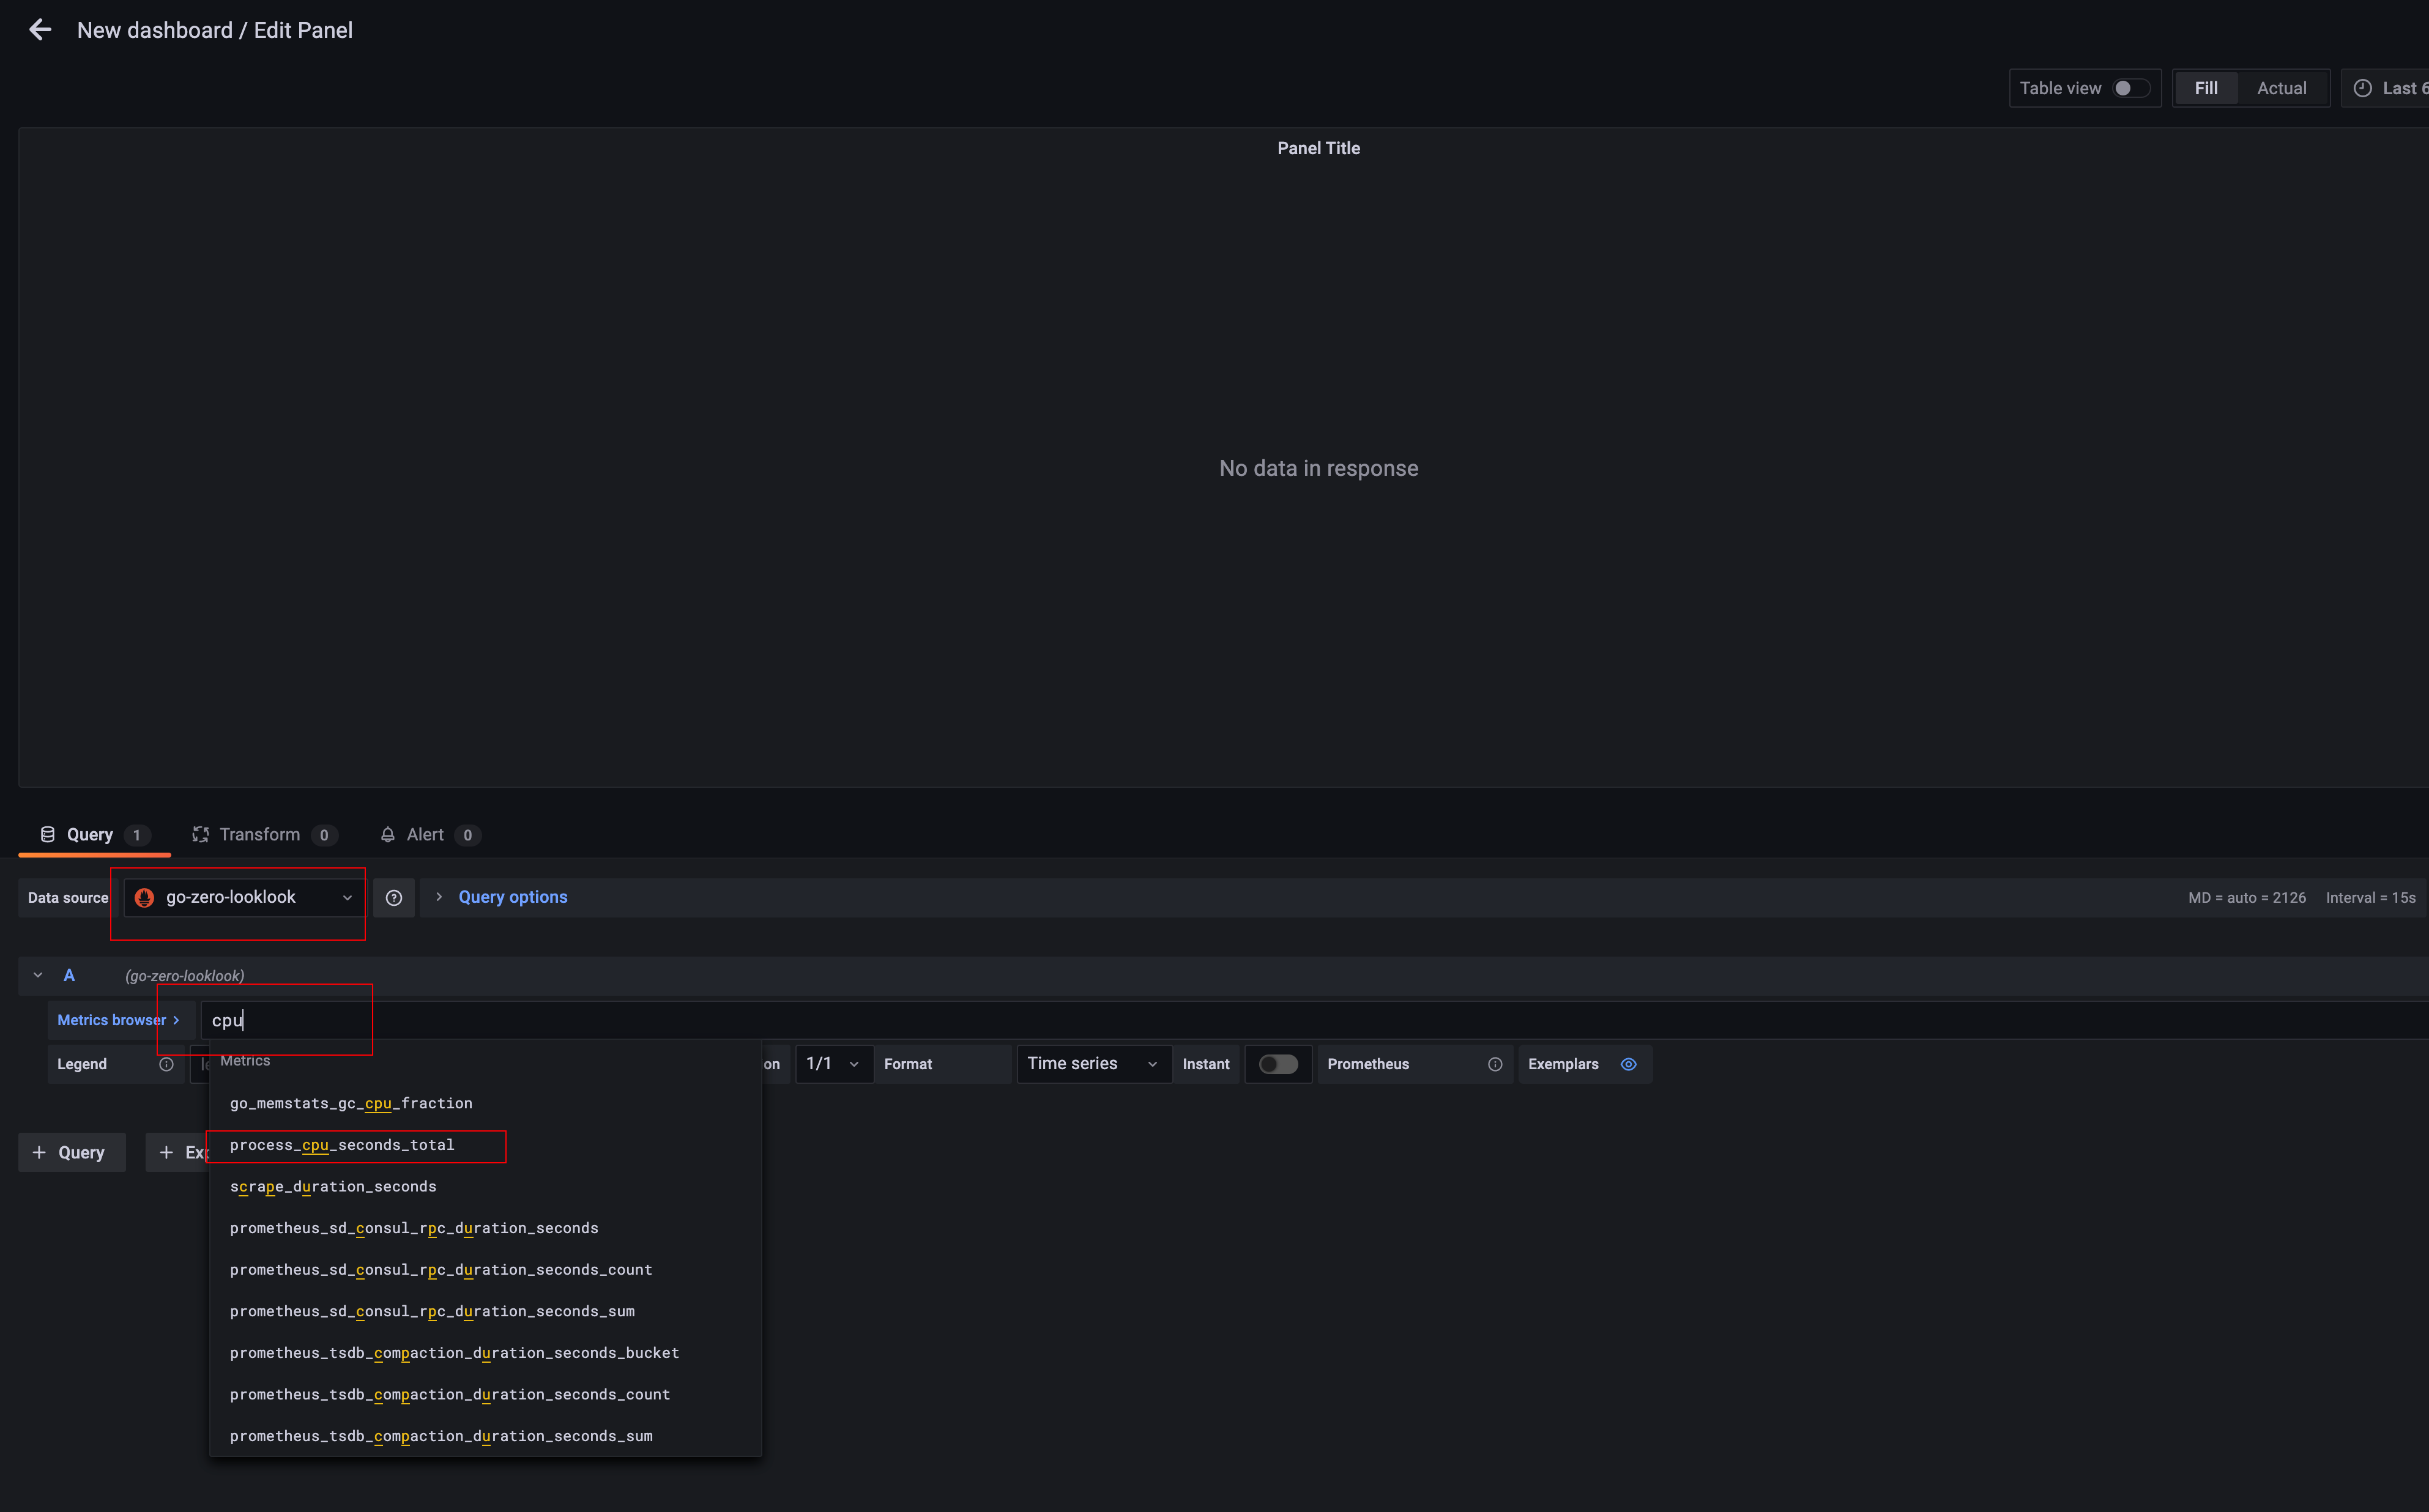 New dashboard / Edit Panel
Table view Fill Actual Last 6
Panel Title
No data in response
Query 1 Transform 0 Alert 0
Data source go-zero-looklook Query options MD = auto = 2126 Interval = 15s
A (go-zero-looklook)
Metrics browser > cpu
Legend on 1/1 Format Time series Instant Prometheus Exemplars
Metrics
go_memstats_gc_cpu_fraction
+ Query + Exp
process_cpu_seconds_total
scrape_duration_seconds
prometheus_sd_consul_rpc_duration_seconds
prometheus_sd_consul_rpc_duration_seconds_count
prometheus_sd_consul_rpc_duration_seconds_sum
prometheus_tsdb_compaction_duration_seconds_bucket
prometheus_tsdb_compaction_duration_seconds_count
prometheus_tsdb_compaction_duration_seconds_sum